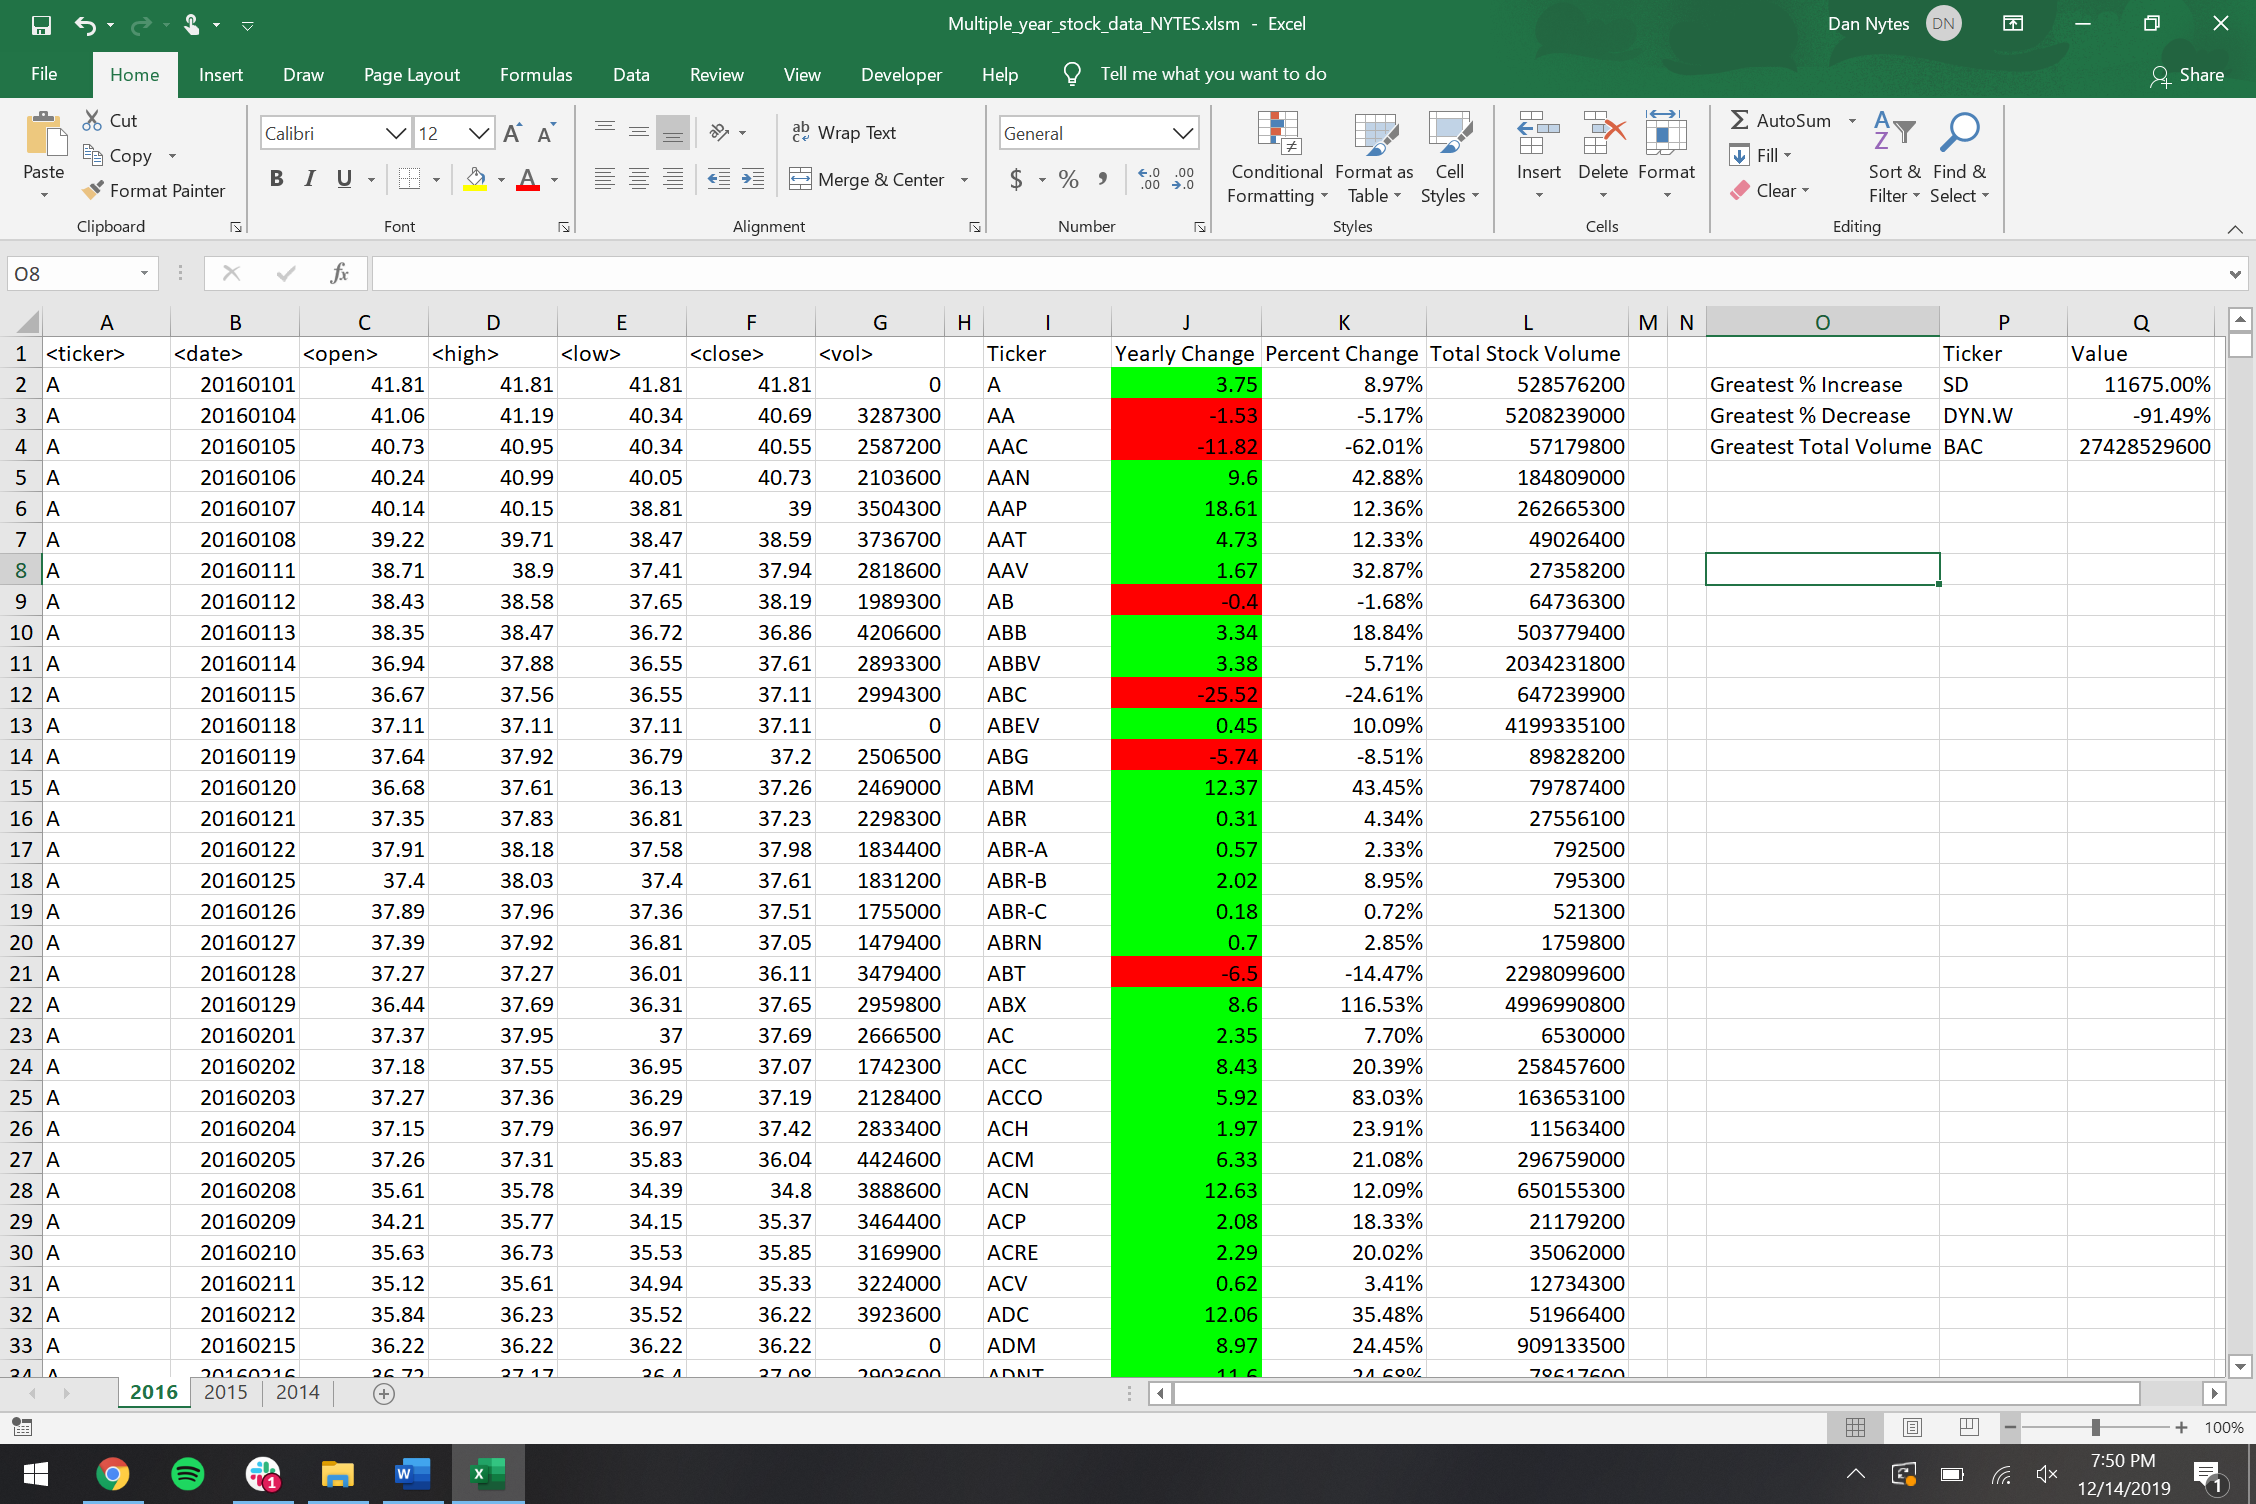 Multiple_year_stock_data_NYTES.xlsm - Excel
Dan Nytes DN
File Home Insert Draw Page Layout Formulas Data Review View Developer Help Tell me what you want to do Share
Paste Cut Copy Format Painter Clipboard
Calibri 12 B I U Font
Wrap Text Merge & Center Alignment
General $ % Number
Conditional Formatting Format as Table Cell Styles Styles
Insert Delete Format Cells
AutoSum Fill Clear Sort & Filter Find & Select Editing
O8 fx
A B C D E F G H I J K L M N O P Q
1 <ticker> <date> <open> <high> <low> <close> <vol> Ticker Yearly Change Percent Change Total Stock Volume Ticker Value
2 A 20160101 41.81 41.81 41.81 41.81 0 A 3.75 8.97% 528576200 Greatest % Increase SD 11675.00%
3 A 20160104 41.06 41.19 40.34 40.69 3287300 AA -1.53 -5.17% 5208239000 Greatest % Decrease DYN.W -91.49%
4 A 20160105 40.73 40.95 40.34 40.55 2587200 AAC -11.82 -62.01% 57179800 Greatest Total Volume BAC 27428529600
5 A 20160106 40.24 40.99 40.05 40.73 2103600 AAN 9.6 42.88% 184809000
6 A 20160107 40.14 40.15 38.81 39 3504300 AAP 18.61 12.36% 262665300
7 A 20160108 39.22 39.71 38.47 38.59 3736700 AAT 4.73 12.33% 49026400
8 A 20160111 38.71 38.9 37.41 37.94 2818600 AAV 1.67 32.87% 27358200
9 A 20160112 38.43 38.58 37.65 38.19 1989300 AB -0.4 -1.68% 64736300
10 A 20160113 38.35 38.47 36.72 36.86 4206600 ABB 3.34 18.84% 503779400
11 A 20160114 36.94 37.88 36.55 37.61 2893300 ABBV 3.38 5.71% 2034231800
12 A 20160115 36.67 37.56 36.55 37.11 2994300 ABC -25.52 -24.61% 647239900
13 A 20160118 37.11 37.11 37.11 37.11 0 ABEV 0.45 10.09% 4199335100
14 A 20160119 37.64 37.92 36.79 37.2 2506500 ABG -5.74 -8.51% 89828200
15 A 20160120 36.68 37.61 36.13 37.26 2469000 ABM 12.37 43.45% 79787400
16 A 20160121 37.35 37.83 36.81 37.23 2298300 ABR 0.31 4.34% 27556100
17 A 20160122 37.91 38.18 37.58 37.98 1834400 ABR-A 0.57 2.33% 792500
18 A 20160125 37.4 38.03 37.4 37.61 1831200 ABR-B 2.02 8.95% 795300
19 A 20160126 37.89 37.96 37.36 37.51 1755000 ABR-C 0.18 0.72% 521300
20 A 20160127 37.39 37.92 36.81 37.05 1479400 ABRN 0.7 2.85% 1759800
21 A 20160128 37.27 37.27 36.01 36.11 3479400 ABT -6.5 -14.47% 2298099600
22 A 20160129 36.44 37.69 36.31 37.65 2959800 ABX 8.6 116.53% 4996990800
23 A 20160201 37.37 37.95 37 37.69 2666500 AC 2.35 7.70% 6530000
24 A 20160202 37.18 37.55 36.95 37.07 1742300 ACC 8.43 20.39% 258457600
25 A 20160203 37.27 37.36 36.29 37.19 2128400 ACCO 5.92 83.03% 163653100
26 A 20160204 37.15 37.79 36.97 37.42 2833400 ACH 1.97 23.91% 11563400
27 A 20160205 37.26 37.31 35.83 36.04 4424600 ACM 6.33 21.08% 296759000
28 A 20160208 35.61 35.78 34.39 34.8 3888600 ACN 12.63 12.09% 650155300
29 A 20160209 34.21 35.77 34.15 35.37 3464400 ACP 2.08 18.33% 21179200
30 A 20160210 35.63 36.73 35.53 35.85 3169900 ACRE 2.29 20.02% 35062000
31 A 20160211 35.12 35.61 34.94 35.33 3224000 ACV 0.62 3.41% 12734300
32 A 20160212 35.84 36.23 35.52 36.22 3923600 ADC 12.06 35.48% 51966400
33 A 20160215 36.22 36.22 36.22 36.22 0 ADM 8.97 24.45% 909133500
34 A 20160216 36.72 37.17 36.4 37.08 2903600 ADNT 11.6 24.68% 78617600
2016 2015 2014
100%
7:50 PM
12/14/2019